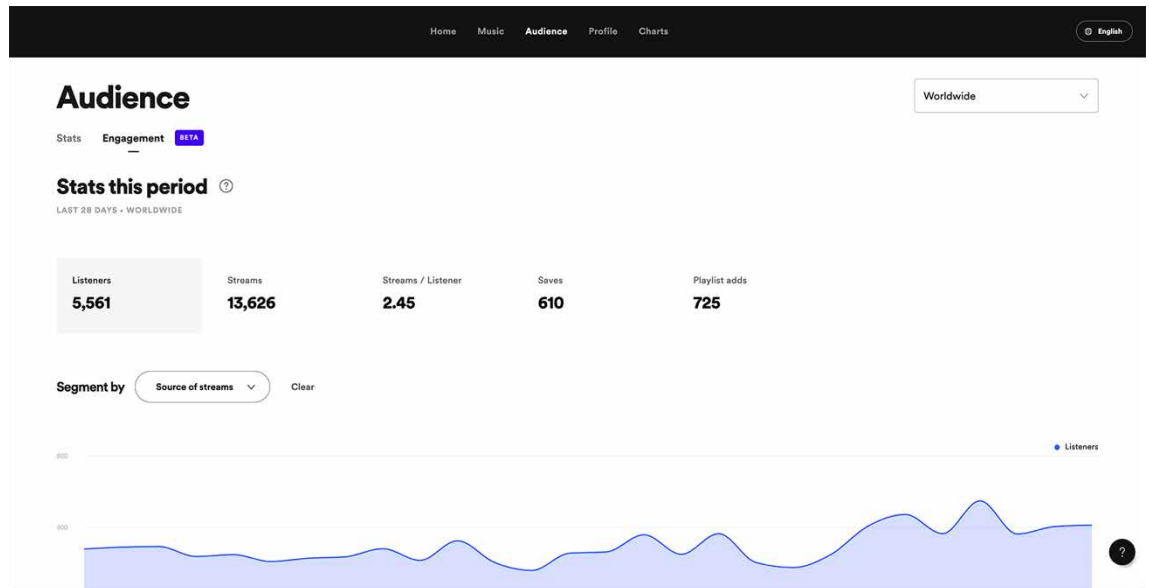 Home Music Audience Profile Charts English
Audience
Worldwide
Stats Engagement BETA
Stats this period ?
LAST 28 DAYS • WORLDWIDE
Listeners Streams Streams / Listener Saves Playlist adds
5,561 13,626 2.45 610 725
Segment by Source of streams Clear
Listeners
600
400
?